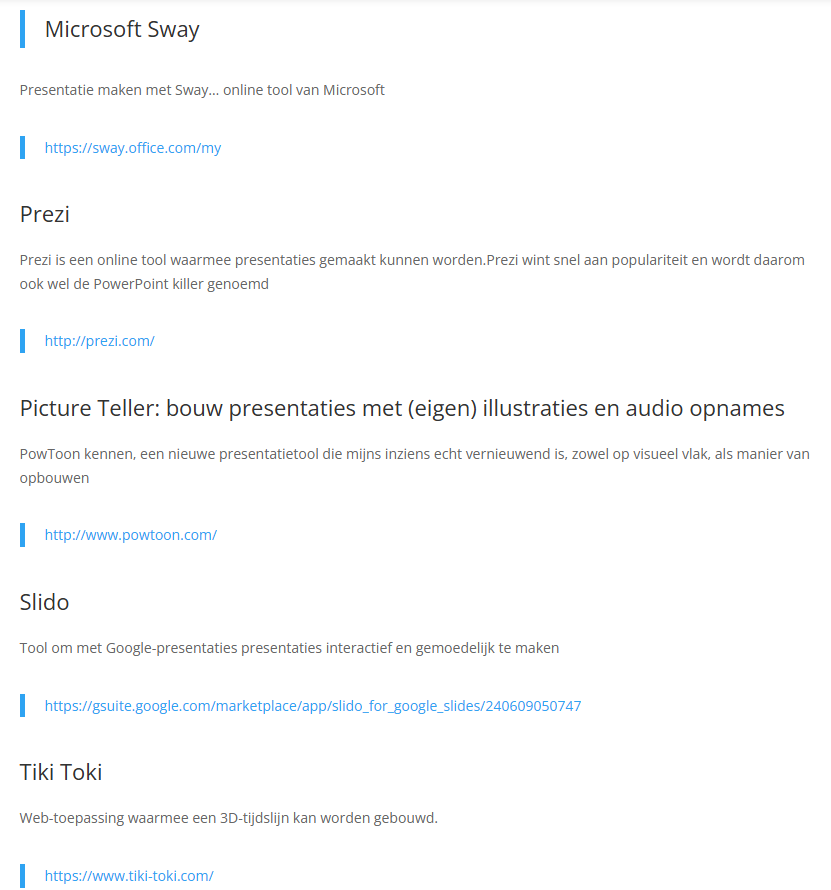 Microsoft Sway
Presentatie maken met Sway... online tool van Microsoft
https://sway.office.com/my
Prezi
Prezi is een online tool waarmee presentaties gemaakt kunnen worden.Prezi wint snel aan populariteit en wordt daarom
ook wel de PowerPoint killer genoemd
http://prezi.com/
Picture Teller: bouw presentaties met (eigen) illustraties en audio opnames
PowToon kennen, een nieuwe presentatietool die mijns inziens echt vernieuwend is, zowel op visueel vlak, als manier van
opbouwen
http://www.powtoon.com/
Slido
Tool om met Google-presentaties presentaties interactief en gemoedelijk te maken
https://gsuite.google.com/marketplace/app/slido_for_google_slides/240609050747
Tiki Toki
Web-toepassing waarmee een 3D-tijdslijn kan worden gebouwd.
https://www.tiki-toki.com/